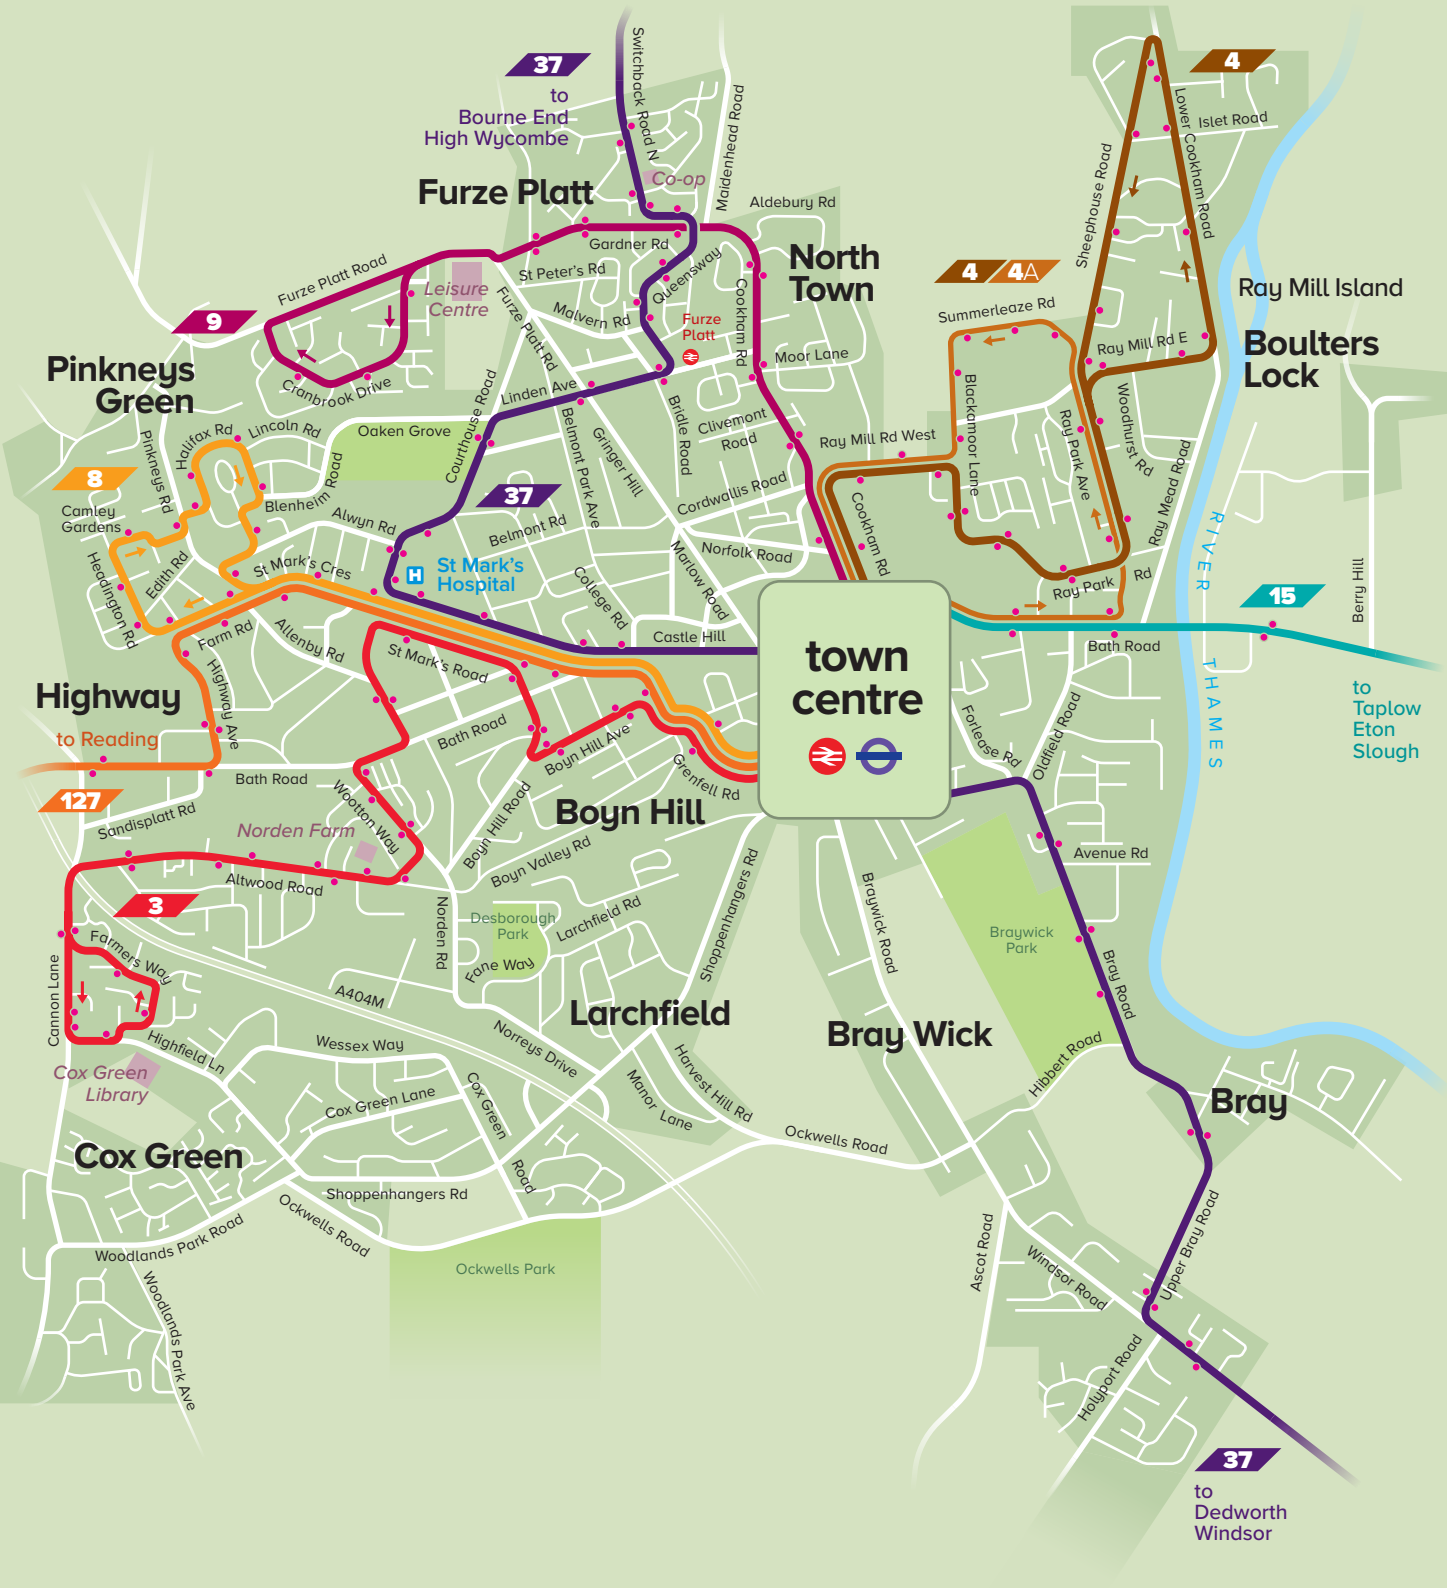 37
to
Bourne End
High Wycombe
Switchback Road N
Maidenhead Road
Co-op
Furze Platt
Aldebury Rd
Gardner Rd
St Peter's Rd
Queensway
Malvern Rd
Furze Platt Rd
Leisure
Centre
Furze Platt Road
9
Cranbrook Drive
Furze
Platt
Cookham Rd
North
Town
Moor Lane
4
Lower Cookham Road
Islet Road
Sheephouse Road
4
4A
Summerleaze Rd
Ray Mill Rd E
Ray Mill Island
Boulters
Lock
Pinkneys
Green
Pinkneys Rd
Halifax Rd
Lincoln Rd
Oaken Grove
Blenheim Road
Courthouse Road
Linden Ave
Belmont Park Ave
Gringer Hill
Bridle Road
Clivemont
Road
Ray Mill Rd West
Blackamoor Lane
Ray Park Ave
Woodhurst Rd
Ray Mead Road
8
Camley
Gardens
Alwyn Rd
37
Belmont Rd
Cordwallis Road
Cookham Rd
Norfolk Road
Headington Rd
Edith Rd
St Mark's Cres
H
St Mark's
Hospital
College Rd
Marlow Road
Ray Park
Rd
RIVER
THAMES
Berry Hill
15
Farm Rd
Allenby Rd
Castle Hill
Bath Road
town
centre
St Mark's Road
Highway
Highway Ave
to Reading
127
Bath Road
Bath Road
Boyn Hill Ave
Grenfell Rd
Forlease Rd
Oldfield Road
to
Taplow
Eton
Slough
Sandisplatt Rd
Wootton Way
Norden Farm
Boyn Hill Road
Boyn Hill
Boyn Valley Rd
Avenue Rd
Altwood Road
3
Norden Rd
Desborough
Park
Larchfield Rd
Fane Way
Shoppenhangers Rd
Braywick Road
Braywick
Park
Bray Road
Farmers Way
Cannon Lane
A404M
Larchfield
Bray Wick
Highfield Ln
Wessex Way
Norreys Drive
Harvest Hill Rd
Hibbert Road
Cox Green
Library
Cox Green Lane
Cox Green
Road
Manor Lane
Bray
Ockwells Road
Cox Green
Shoppenhangers Rd
Ockwells Road
Woodlands Park Road
Woodlands Park Ave
Ockwells Park
Ascot Road
Windsor Road
Upper Bray Road
Holyport Road
37
to
Dedworth
Windsor